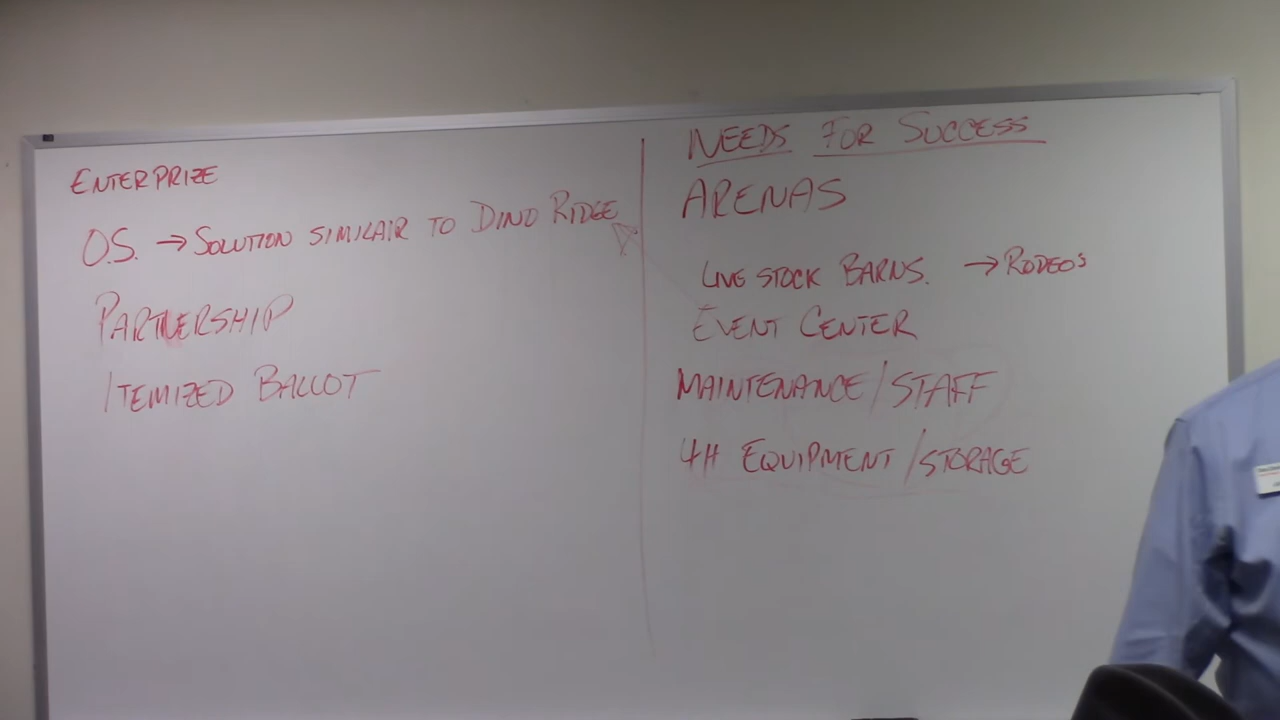 ENTERPRIZE
O.S. → SOLUTION SIMILAIR TO DINO RIDGE
PARTNERSHIP
ITEMIZED BALLOT
NEEDS FOR SUCCESS
ARENAS
LIVE STOCK BARNS. → RODEO'S
EVENT CENTER
MAINTENANCE/STAFF
4H EQUIPMENT/STORAGE